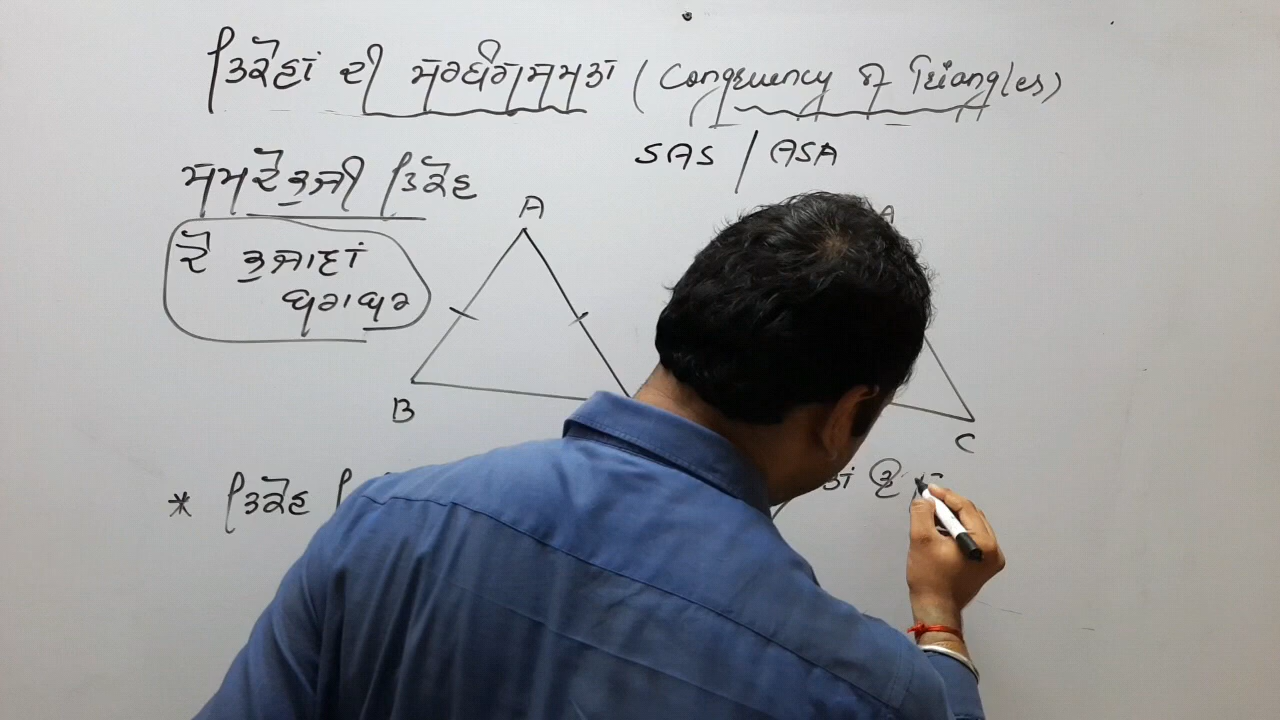 ਤਿਕੋਣਾਂ ਦੀ ਸਰਬੰਗਸਮਤਾ (Congruency of Triangles)
SAS / ASA
ਸਮਦੋਭੁਜੀ ਤਿਕੋਣ
ਦੋ ਭੁਜਾਵਾਂ
ਬਰਾਬਰ
A
A
B
C
* ਤਿਕੋਣ